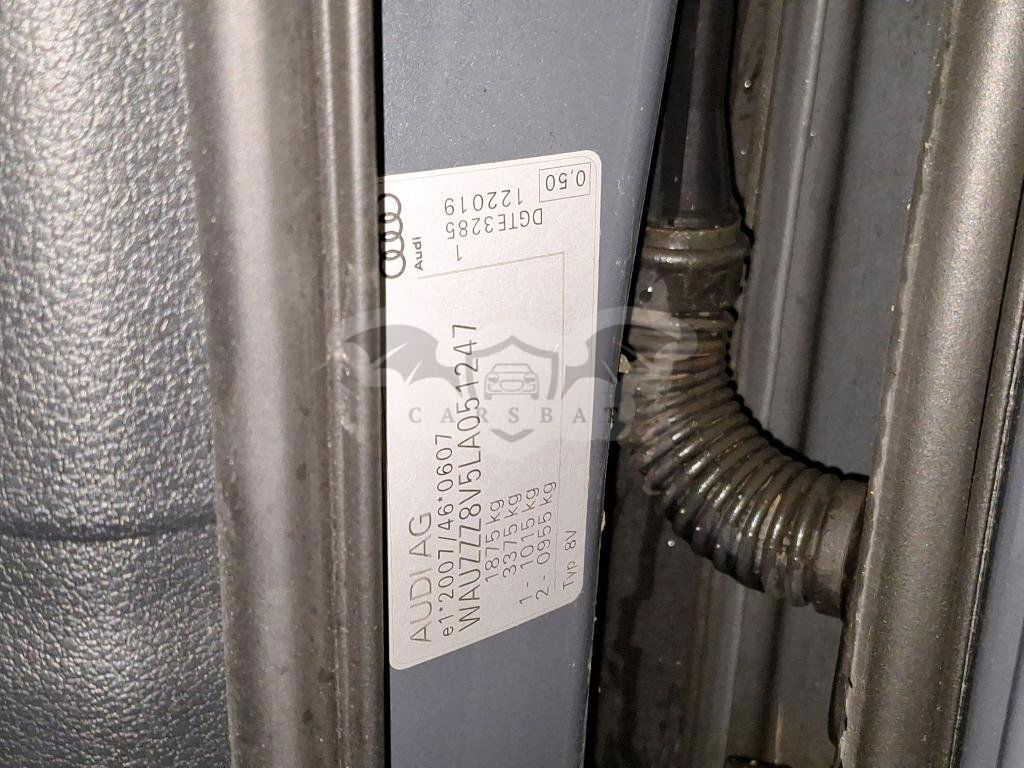 AUDI AG
e1*2007/46*0607
WAUZZZ8V5LA051247
1875 kg
3375 kg
1 - 1015 kg
2 - 0955 kg
Typ 8V
Audi
DGTE3285
122019
0,50
CARSBAT